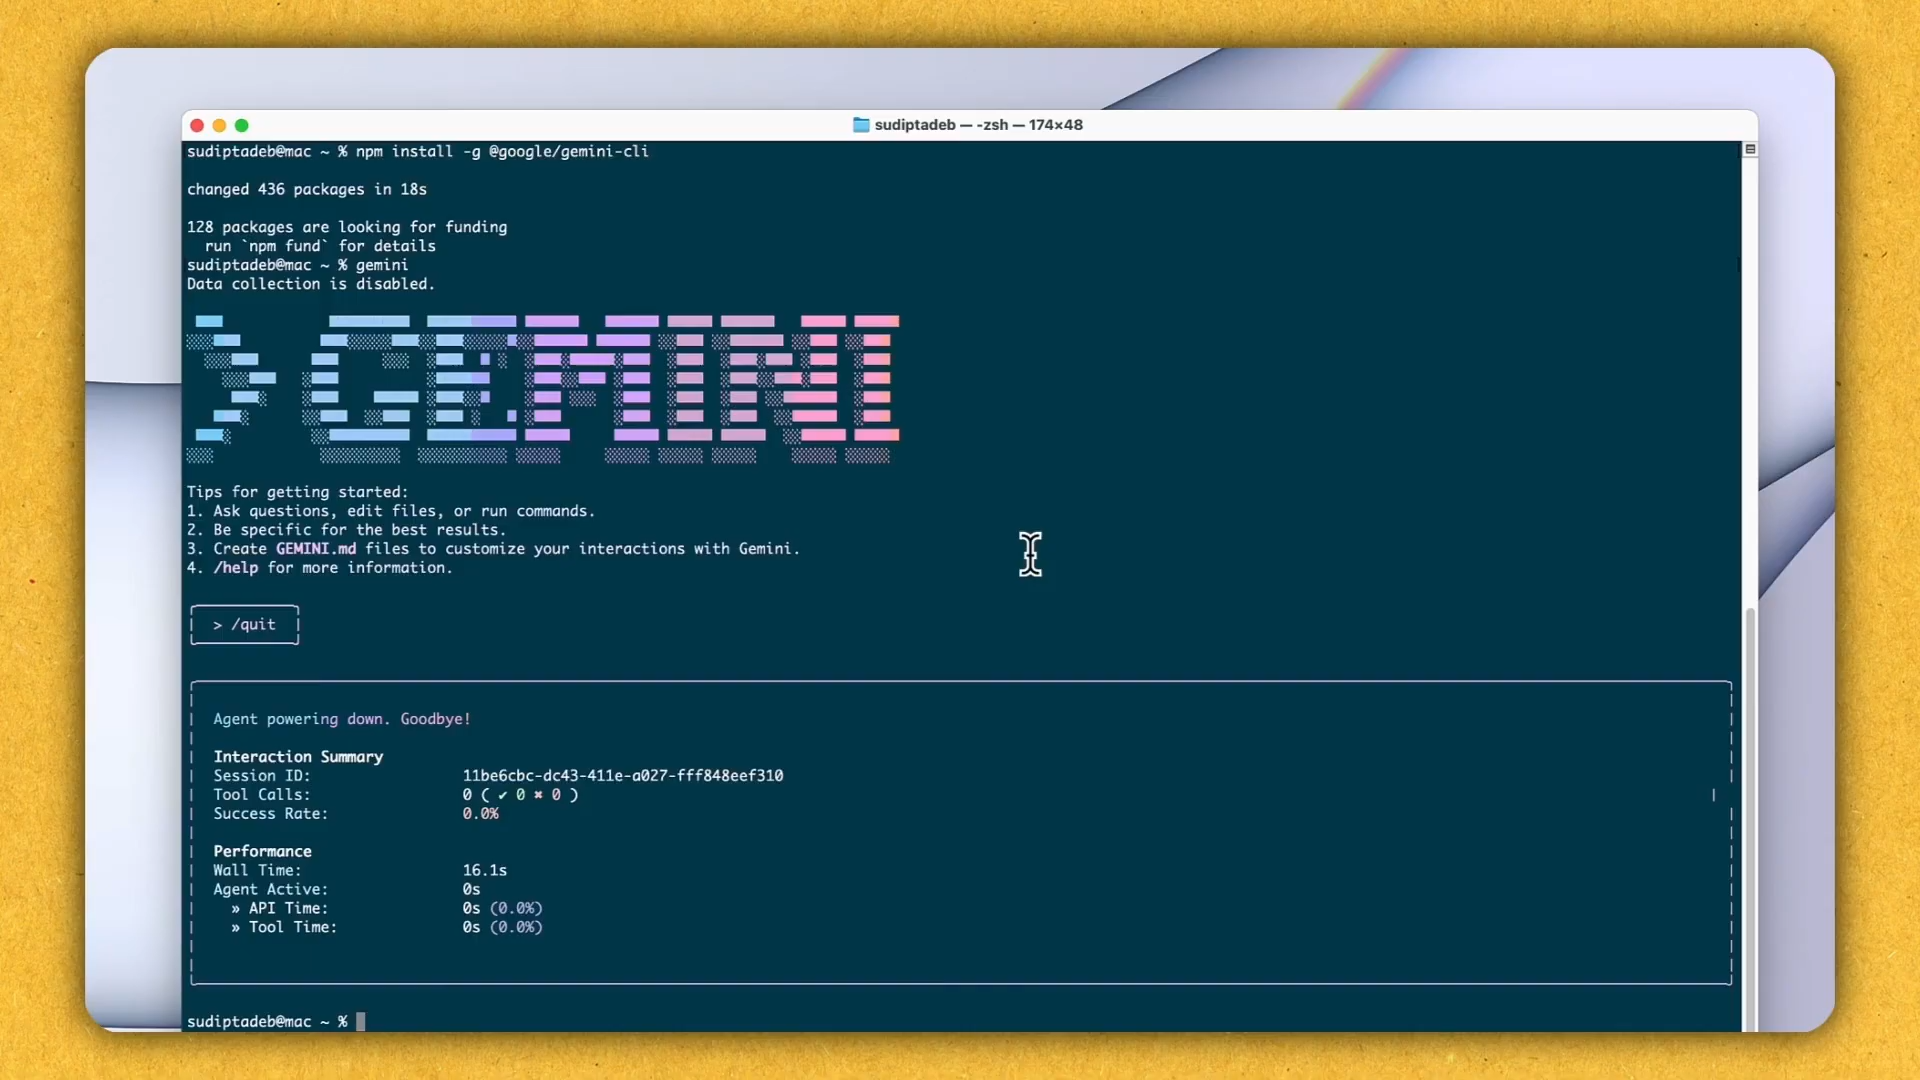 sudiptadeb — -zsh — 174×48
sudiptadeb@mac ~ % npm install -g @google/gemini-cli
changed 436 packages in 18s
128 packages are looking for funding
run `npm fund` for details
sudiptadeb@mac ~ % gemini
Data collection is disabled.
> GEMINI
Tips for getting started:
1. Ask questions, edit files, or run commands.
2. Be specific for the best results.
3. Create GEMINI.md files to customize your interactions with Gemini.
4. /help for more information.
> /quit
Agent powering down. Goodbye!
Interaction Summary
Session ID: 11be6cbc-dc43-411e-a027-fff848eef310
Tool Calls: 0 ( ✔ 0 ✖ 0 )
Success Rate: 0.0%
Performance
Wall Time: 16.1s
Agent Active: 0s
» API Time: 0s (0.0%)
» Tool Time: 0s (0.0%)
sudiptadeb@mac ~ %